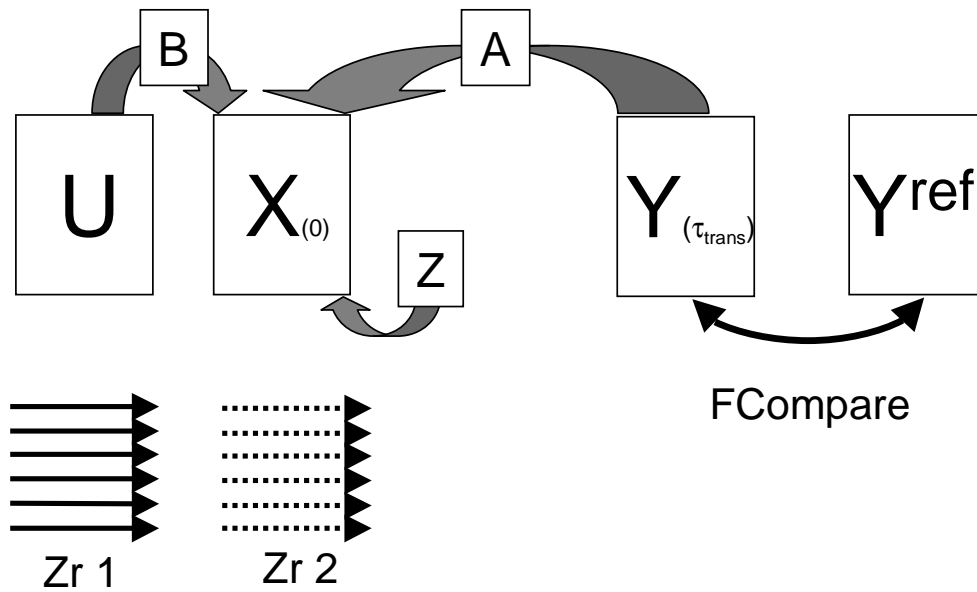 B
A
U
X(0)
Y(τtrans)
Yref
Z
FCompare
Zr 1
Zr 2